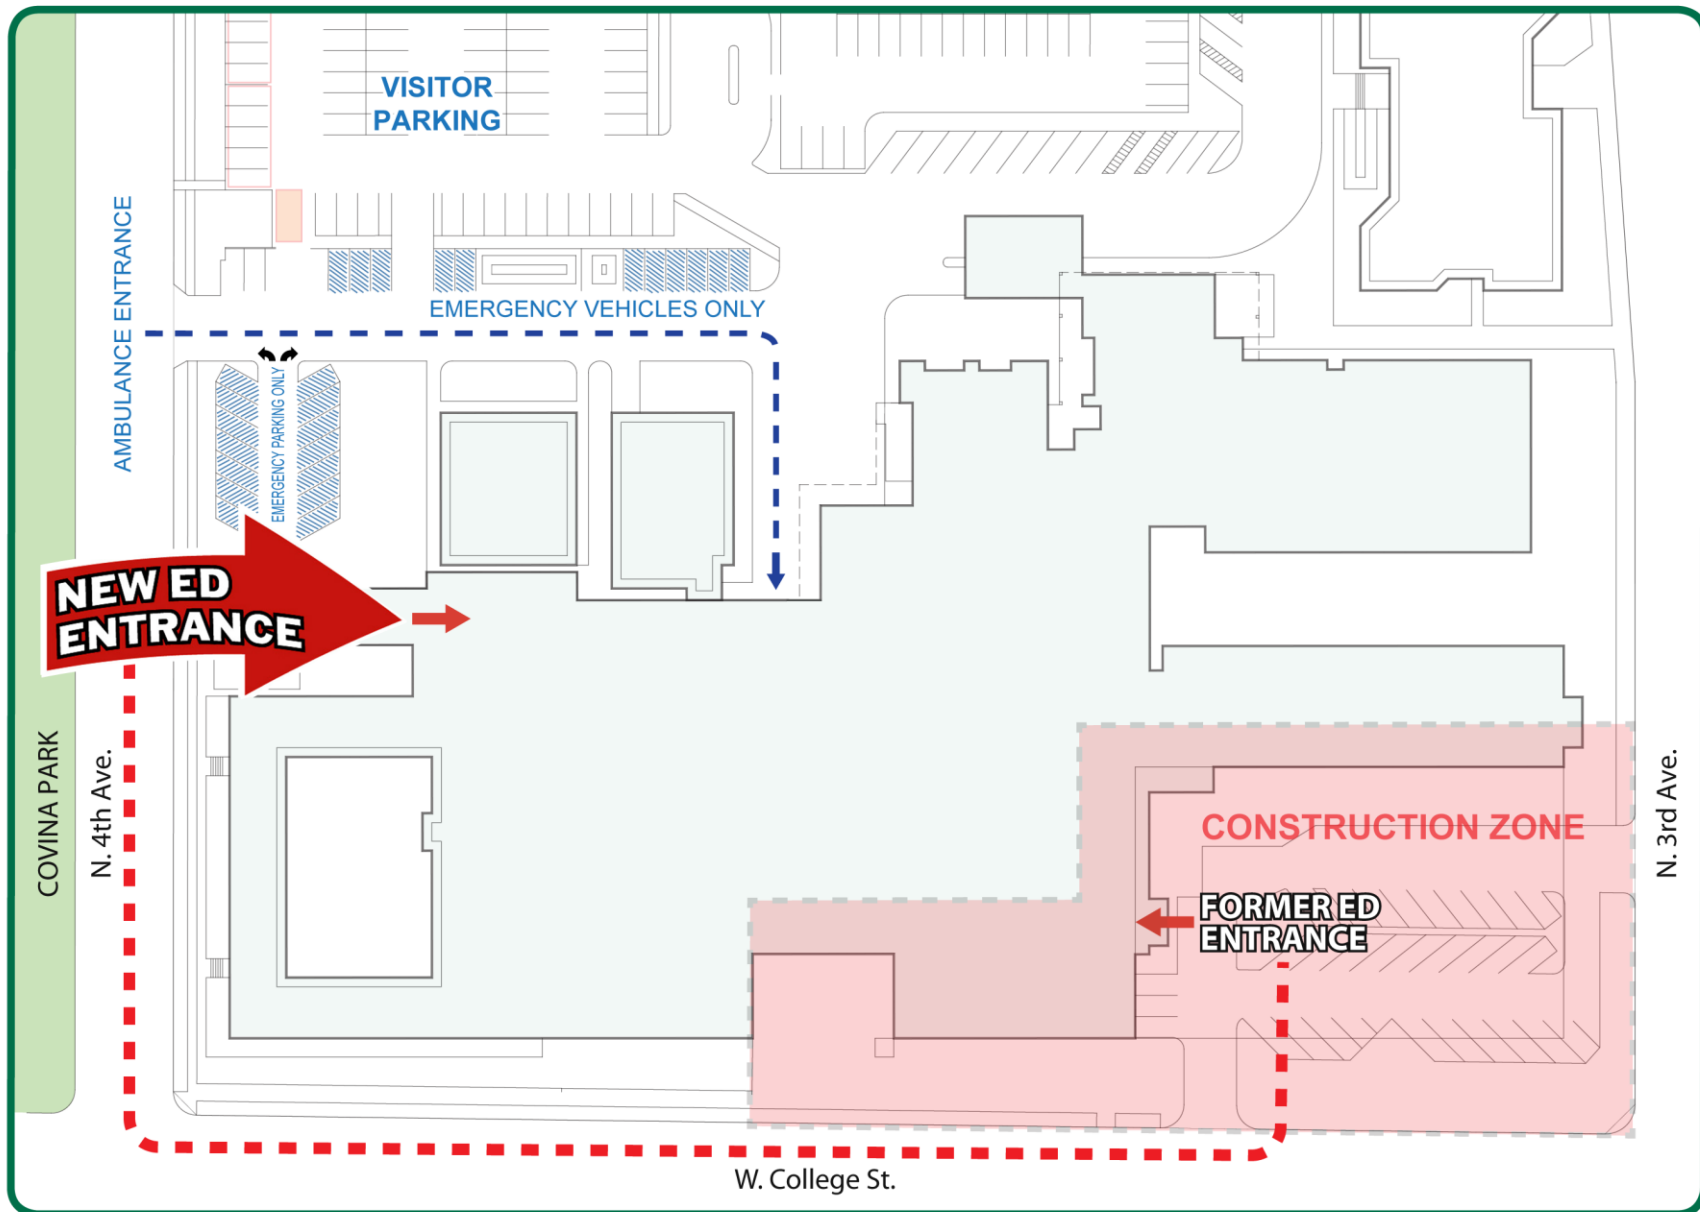 VISITOR
PARKING
AMBULANCE ENTRANCE
EMERGENCY VEHICLES ONLY
EMERGENCY PARKING ONLY
NEW ED
ENTRANCE
COVINA PARK
N. 4th Ave.
CONSTRUCTION ZONE
FORMER ED
ENTRANCE
N. 3rd Ave.
W. College St.